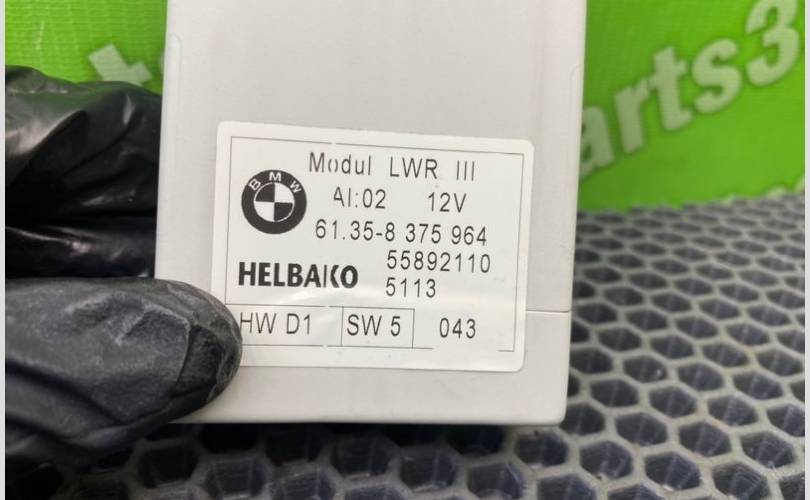 Modul LWR III
BMW
AI:02 12V
61.35-8 375 964
HELBAKO
55892110
5113
HW D1 SW 5 043